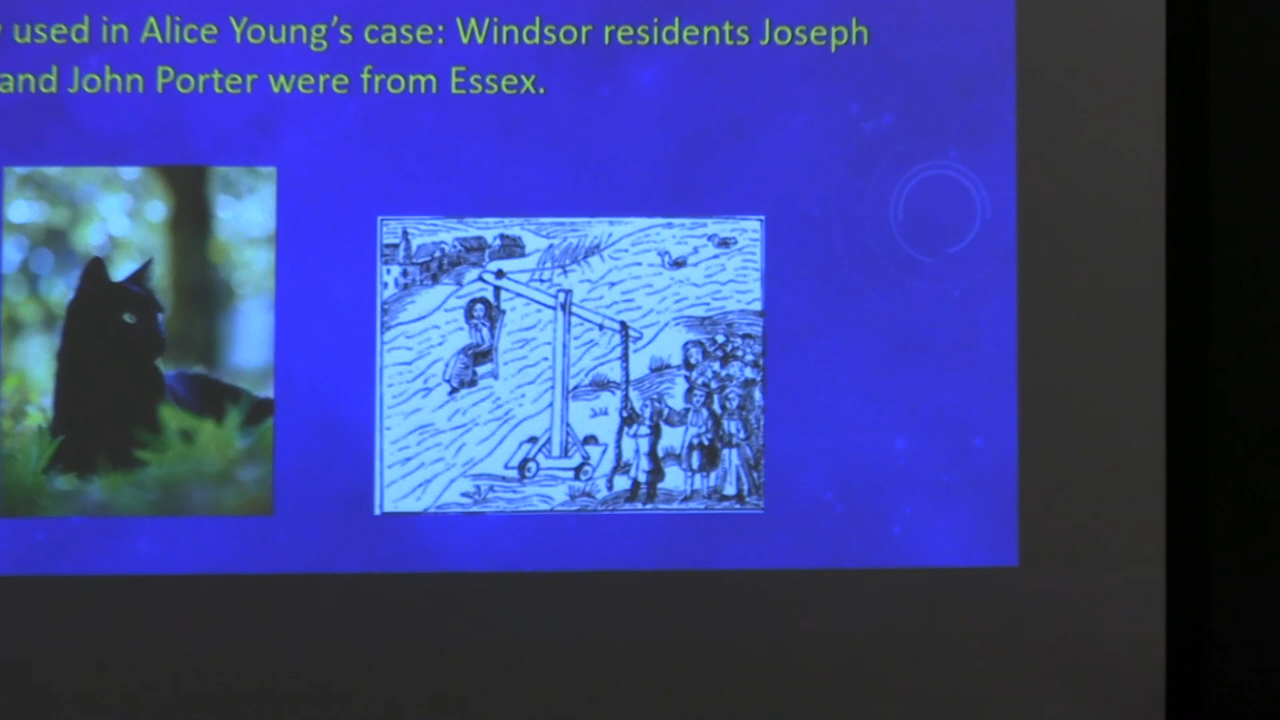 used in Alice Young's case: Windsor residents Joseph
and John Porter were from Essex.